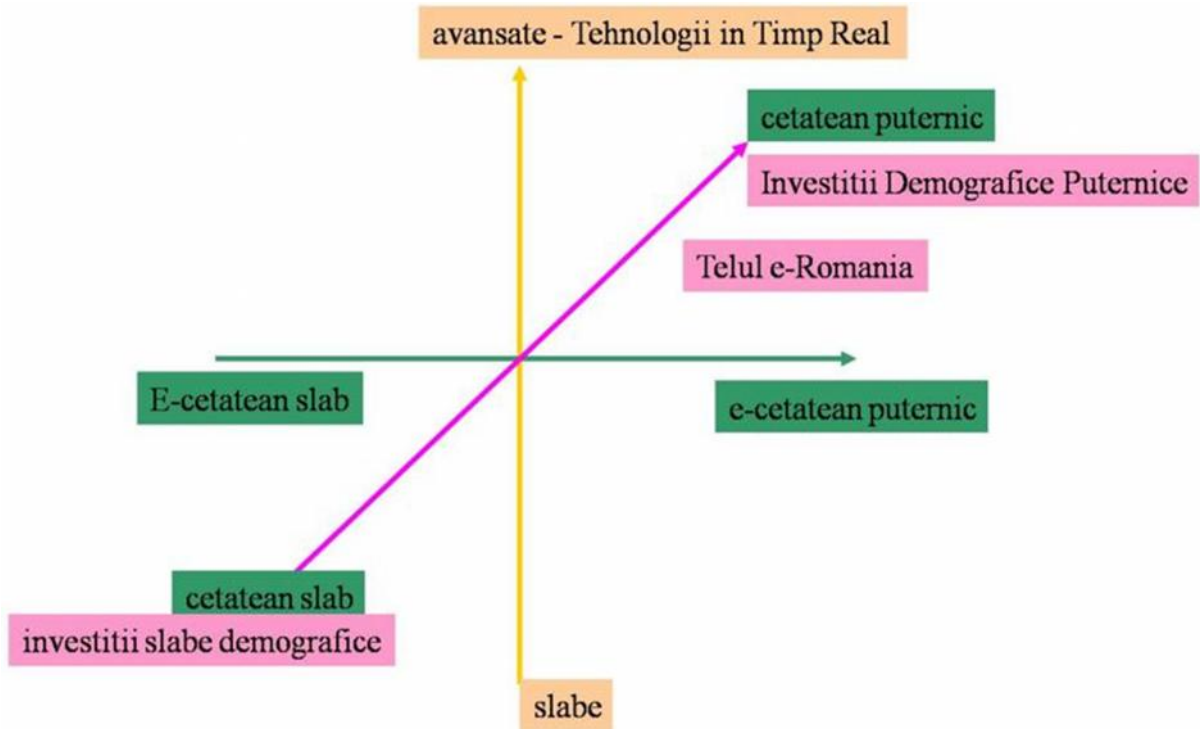 avansate - Tehnologii in Timp Real
cetatean puternic
Investitii Demografice Puternice
Telul e-Romania
E-cetatean slab
e-cetatean puternic
cetatean slab
investitii slabe demografice
slabe